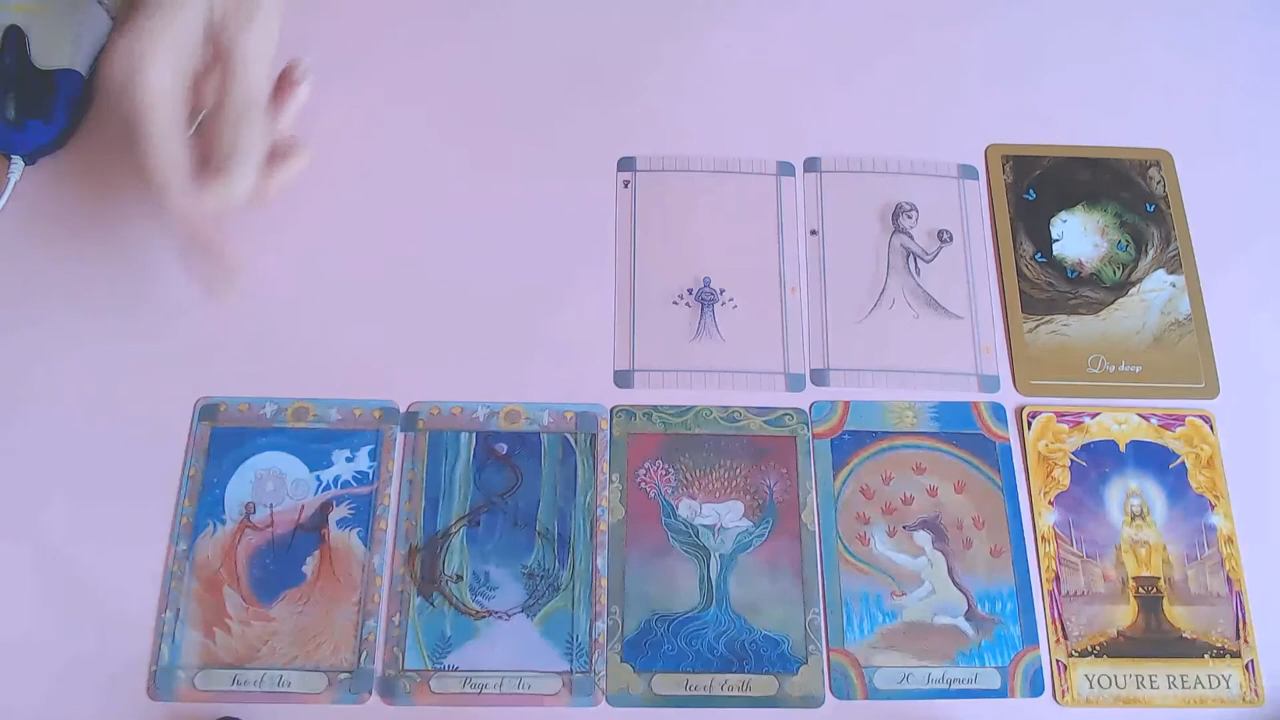 Dig deep
Two of Air
Page of Air
Ace of Earth
20 Judgment
YOU'RE READY